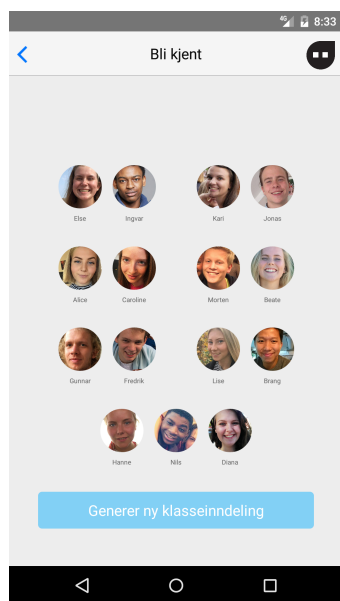 4G 8:33
Bli kjent
Else Ingvar Kari Jonas
Alice Caroline Morten Beate
Gunnar Fredrik Lise Brang
Hanne Nils Diana
Generer ny klasseinndeling